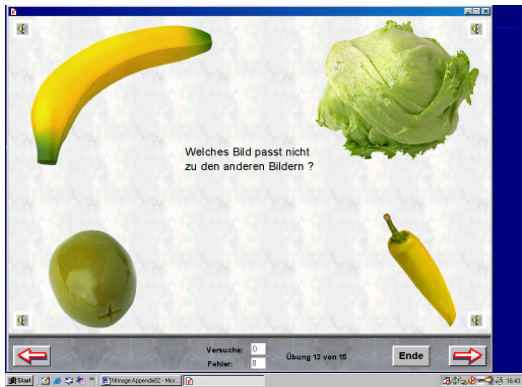 Welches Bild passt nicht
zu den anderen Bildern ?
Versuche: 0
Fehler: 0
Übung 13 von 15
Ende
Start
16:43